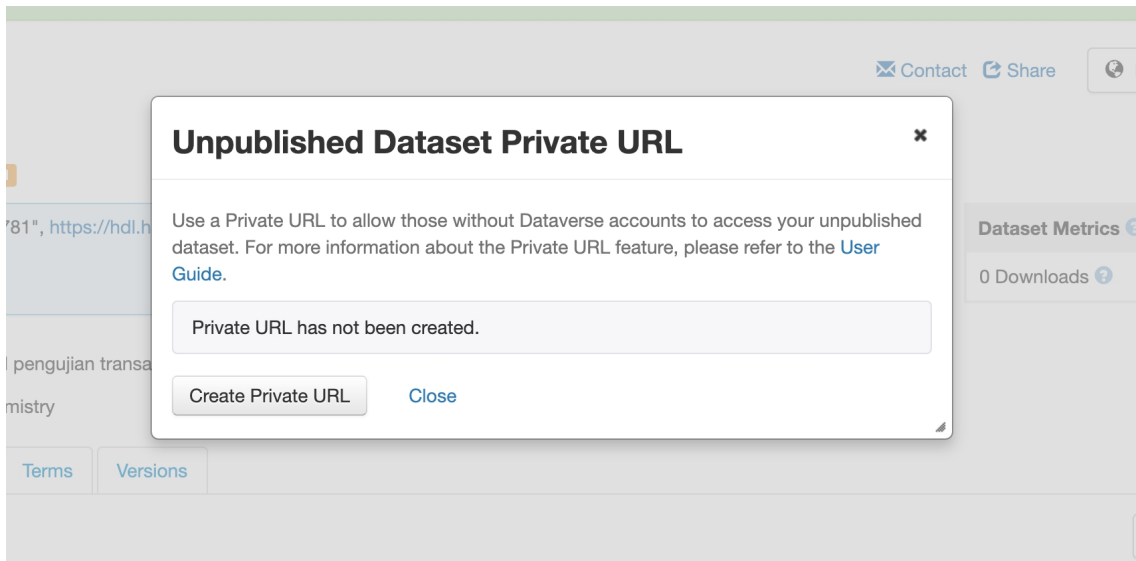 Contact Share
Unpublished Dataset Private URL
781", https://hdl.h
Use a Private URL to allow those without Dataverse accounts to access your unpublished
dataset. For more information about the Private URL feature, please refer to the User
Guide.
Dataset Metrics
0 Downloads
Private URL has not been created.
pengujian transa
Create Private URL Close
mistry
Terms Versions